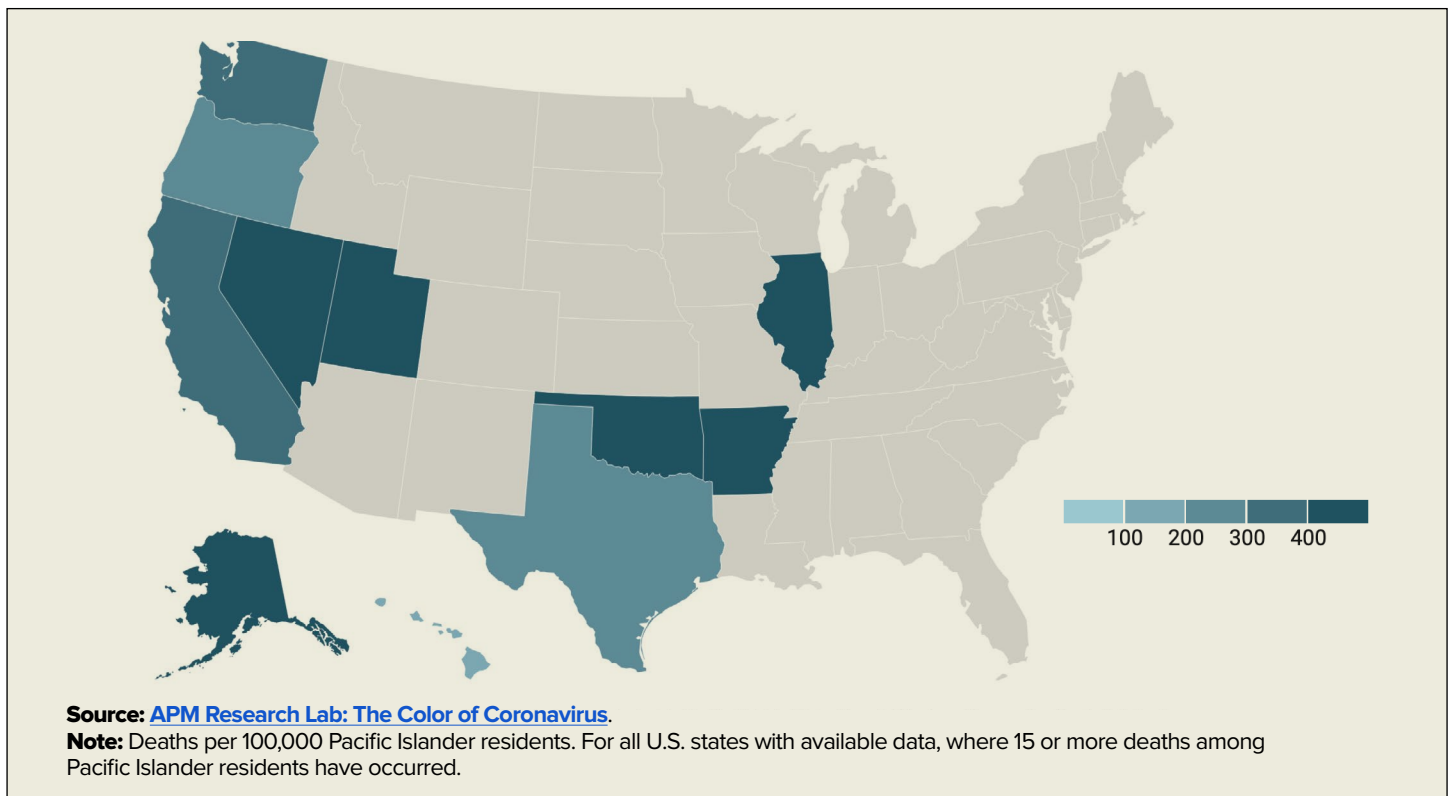 100 200 300 400
Source: APM Research Lab: The Color of Coronavirus.
Note: Deaths per 100,000 Pacific Islander residents. For all U.S. states with available data, where 15 or more deaths among
Pacific Islander residents have occurred.